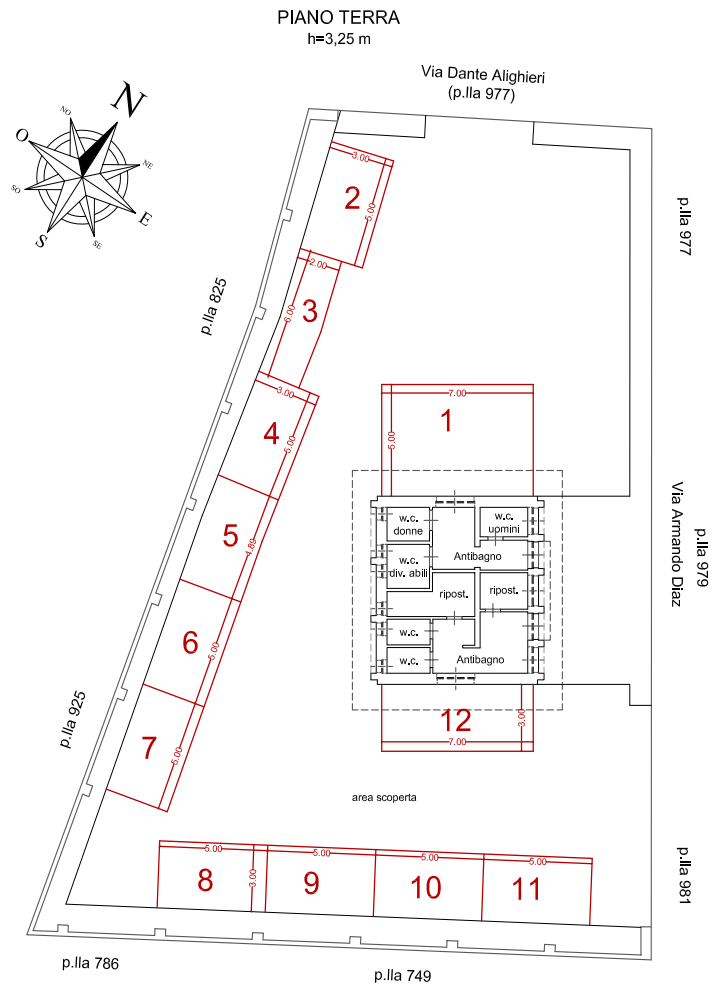 PIANO TERRA
h=3,25 m
Via Dante Alighieri
(p.lla 977)
N
NO
O
NE
SO
E
S
SE
p.lla 977
p.lla 825
3.00
2
5.00
2.00
3
6.00
3.00
4
5.00
7.00
1
5.00
5
4.89
w.c.
donne
w.c.
uomini
w.c.
div. abili
Antibagno
ripost.
ripost.
w.c.
w.c.
Antibagno
p.lla 979
Via Armando Diaz
6
5.00
7
5.00
p.lla 925
12
3.00
7.00
area scoperta
5.00
5.00
5.00
5.00
8
3.00
9
10
11
p.lla 981
p.lla 786
p.lla 749